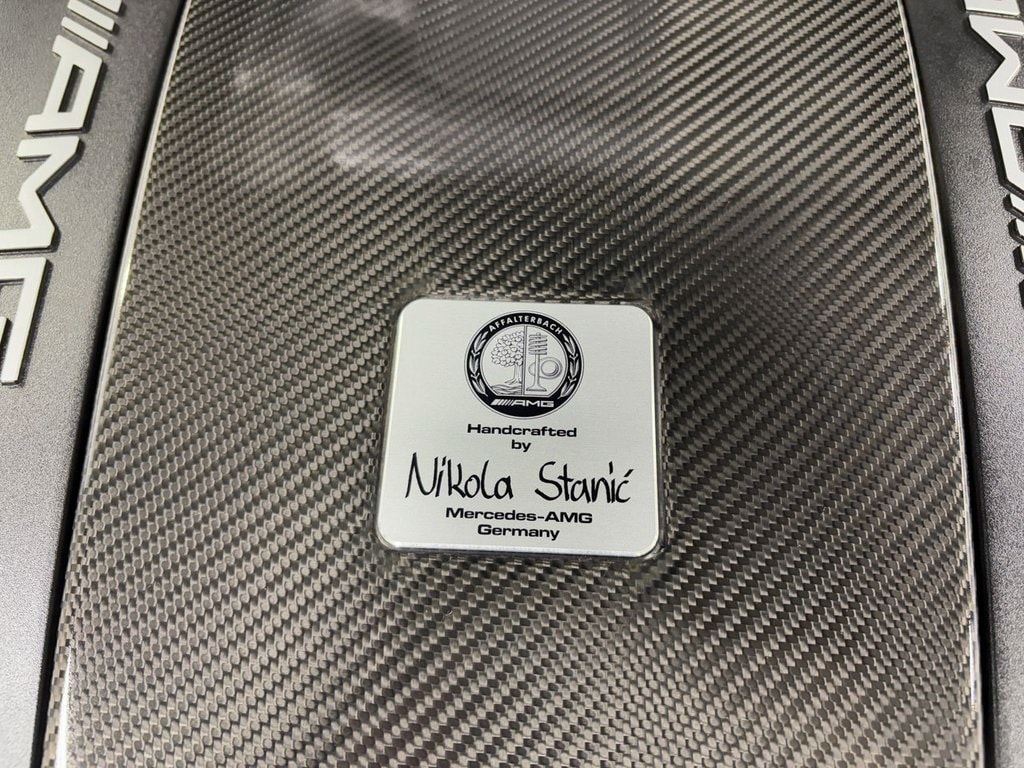 AMG
AMG
AFFALTERBACH
AMG
Handcrafted
by
Nikola Stanić
Mercedes-AMG
Germany